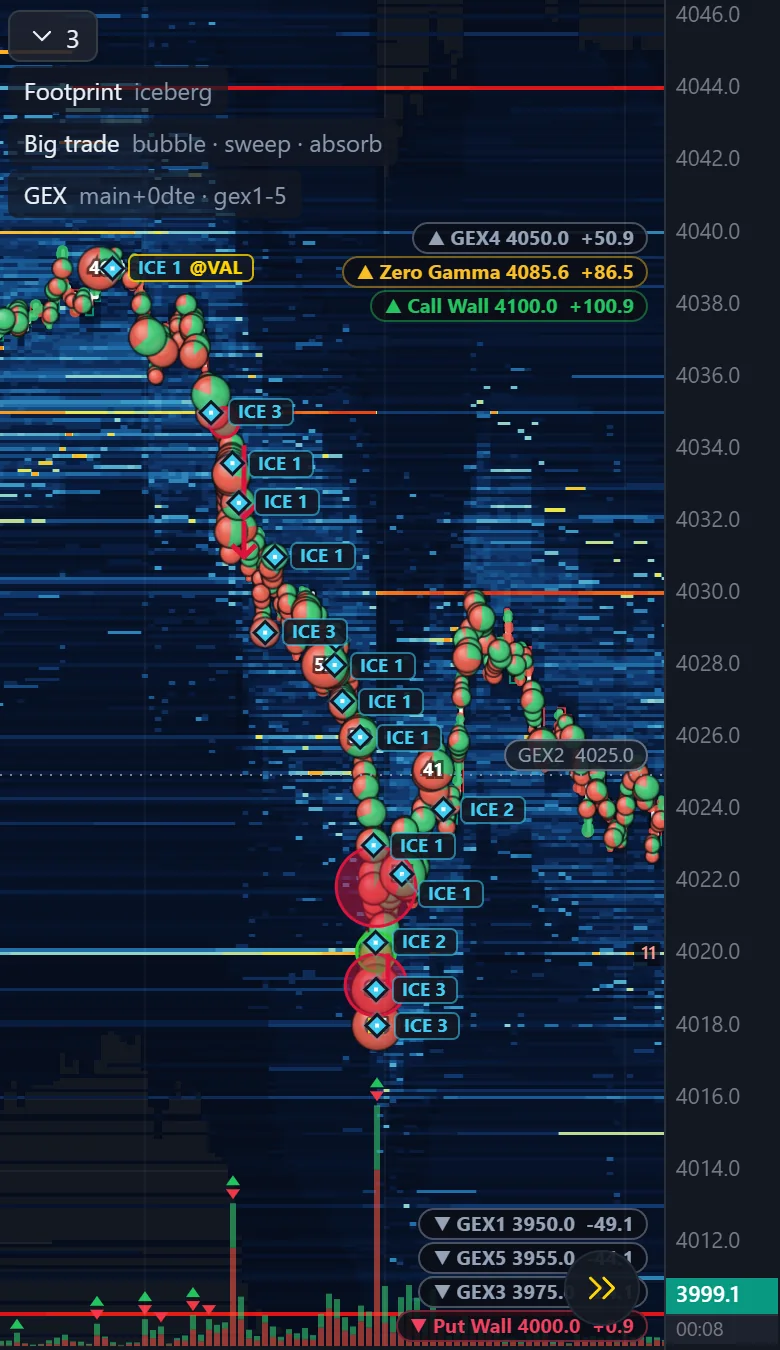 3
4046.0
4044.0
Footprint iceberg
Big trade bubble · sweep · absorb
4042.0
GEX main+0dte · gex1-5
4040.0
▲ GEX4 4050.0 +50.9
ICE 1 @VAL
▲ Zero Gamma 4085.6 +86.5
4038.0
▲ Call Wall 4100.0 +100.9
4036.0
ICE 3
4034.0
ICE 1
ICE 1
4032.0
ICE 1
4030.0
ICE 3
4028.0
ICE 1
ICE 1
4026.0
ICE 1
GEX2 4025.0
41
4024.0
ICE 2
ICE 1
4022.0
ICE 1
ICE 2
11
4020.0
ICE 3
4018.0
ICE 3
4016.0
4014.0
▼ GEX1 3950.0 -49.1
4012.0
▼ GEX5 3955.0 -44.1
▼ GEX3 3975.0
3999.1
▼ Put Wall 4000.0 +0.9
00:08